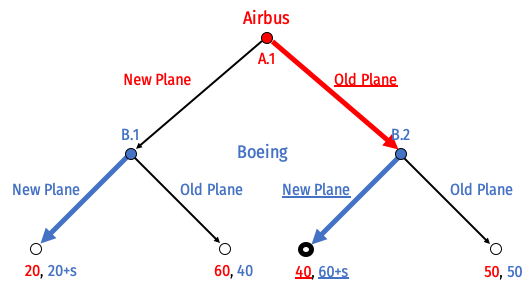 Airbus
A.1
New Plane
Old Plane
B.1
Boeing
B.2
New Plane
Old Plane
New Plane
Old Plane
20, 20+s
60, 40
40, 60+s
50, 50